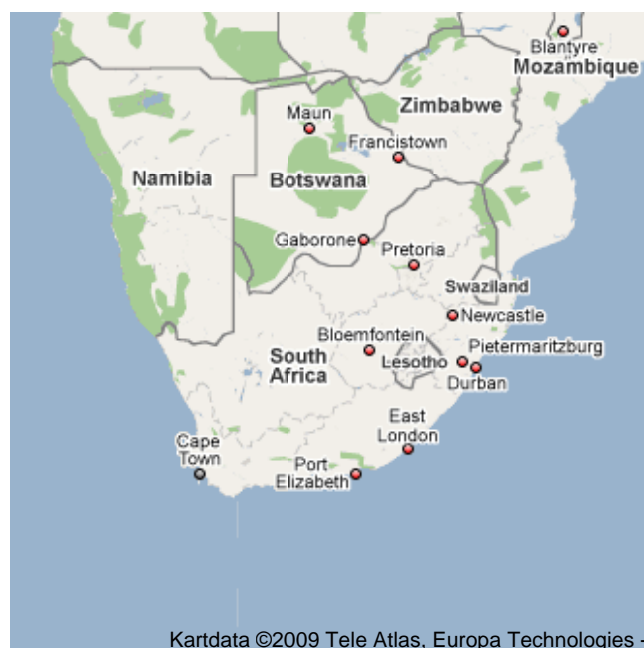 Blantyre
Mozambique
Zimbabwe
Maun
Francistown
Namibia
Botswana
Gaborone
Pretoria
Swaziland
Newcastle
Bloemfontein
Pietermaritzburg
South
Africa
Lesotho
Durban
East
London
Cape
Town
Port
Elizabeth
Kartdata ©2009 Tele Atlas, Europa Technologies -